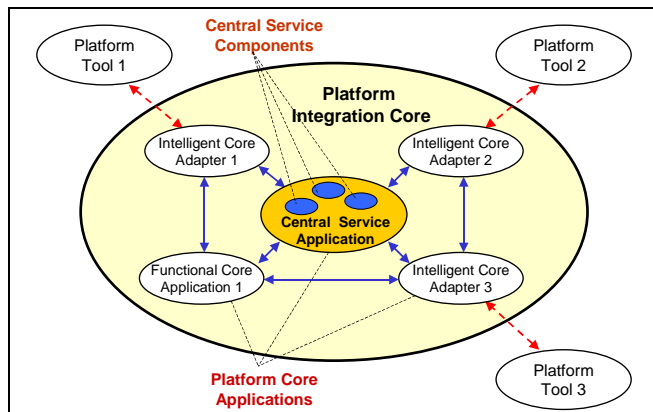 Platform
Tool 1
Central Service
Components
Platform
Tool 2
Platform
Integration Core
Intelligent Core
Adapter 1
Intelligent Core
Adapter 2
Central Service
Application
Functional Core
Application 1
Intelligent Core
Adapter 3
Platform Core
Applications
Platform
Tool 3